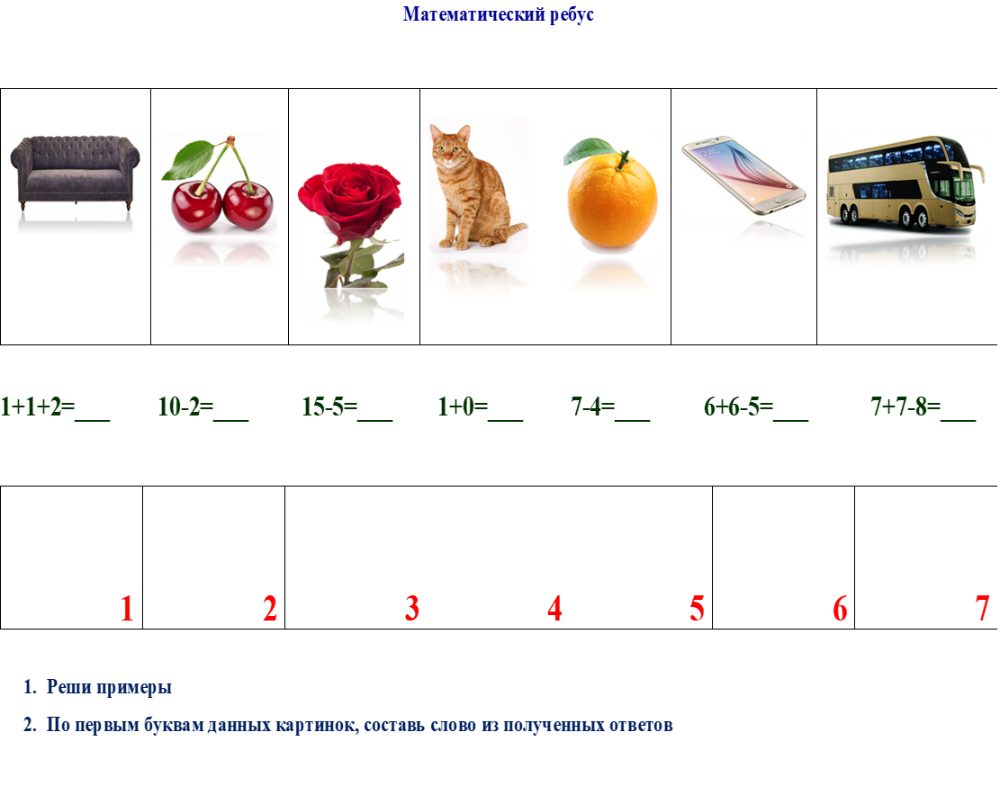 Математический ребус
1+1+2=___ 10-2=___ 15-5=___ 1+0=___ 7-4=___ 6+6-5=___ 7+7-8=___
1 2 3 4 5 6 7
1. Реши примеры
2. По первым буквам данных картинок, составь слово из полученных ответов